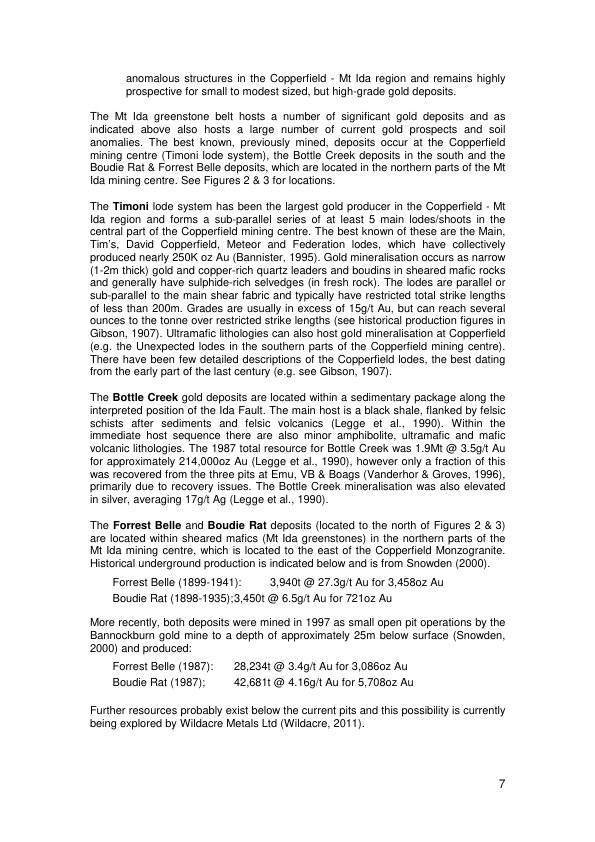 anomalous structures in the Copperfield - Mt Ida region and remains highly
prospective for small to modest sized, but high-grade gold deposits.
The Mt Ida greenstone belt hosts a number of significant gold deposits and as
indicated above also hosts a large number of current gold prospects and soil
anomalies. The best known, previously mined, deposits occur at the Copperfield
mining centre (Timoni lode system), the Bottle Creek deposits in the south and the
Boudie Rat & Forrest Belle deposits, which are located in the northern parts of the Mt
Ida mining centre. See Figures 2 & 3 for locations.
The Timoni lode system has been the largest gold producer in the Copperfield - Mt
Ida region and forms a sub-parallel series of at least 5 main lodes/shoots in the
central part of the Copperfield mining centre. The best known of these are the Main,
Tim's, David Copperfield, Meteor and Federation lodes, which have collectively
produced nearly 250K oz Au (Bannister, 1995). Gold mineralisation occurs as narrow
(1-2m thick) gold and copper-rich quartz leaders and boudins in sheared mafic rocks
and generally have sulphide-rich selvedges (in fresh rock). The lodes are parallel or
sub-parallel to the main shear fabric and typically have restricted total strike lengths
of less than 200m. Grades are usually in excess of 15g/t Au, but can reach several
ounces to the tonne over restricted strike lengths (see historical production figures in
Gibson, 1907). Ultramafic lithologies can also host gold mineralisation at Copperfield
(e.g. the Unexpected lodes in the southern parts of the Copperfield mining centre).
There have been few detailed descriptions of the Copperfield lodes, the best dating
from the early part of the last century (e.g. see Gibson, 1907).
The Bottle Creek gold deposits are located within a sedimentary package along the
interpreted position of the Ida Fault. The main host is a black shale, flanked by felsic
schists after sediments and felsic volcanics (Legge et al., 1990). Within the
immediate host sequence there are also minor amphibolite, ultramafic and mafic
volcanic lithologies. The 1987 total resource for Bottle Creek was 1.9Mt @ 3.5g/t Au
for approximately 214,000oz Au (Legge et al., 1990), however only a fraction of this
was recovered from the three pits at Emu, VB & Boags (Vanderhor & Groves, 1996),
primarily due to recovery issues. The Bottle Creek mineralisation was also elevated
in silver, averaging 17g/t Ag (Legge et al., 1990).
The Forrest Belle and Boudie Rat deposits (located to the north of Figures 2 & 3)
are located within sheared mafics (Mt Ida greenstones) in the northern parts of the
Mt Ida mining centre, which is located to the east of the Copperfield Monzogranite.
Historical underground production is indicated below and is from Snowden (2000).
Forrest Belle (1899-1941): 3,940t @ 27.3g/t Au for 3,458oz Au
Boudie Rat (1898-1935);3,450t @ 6.5g/t Au for 721oz Au
More recently, both deposits were mined in 1997 as small open pit operations by the
Bannockburn gold mine to a depth of approximately 25m below surface (Snowden,
2000) and produced:
Forrest Belle (1987): 28,234t @ 3.4g/t Au for 3,086oz Au
Boudie Rat (1987); 42,681t @ 4.16g/t Au for 5,708oz Au
Further resources probably exist below the current pits and this possibility is currently
being explored by Wildacre Metals Ltd (Wildacre, 2011).
7